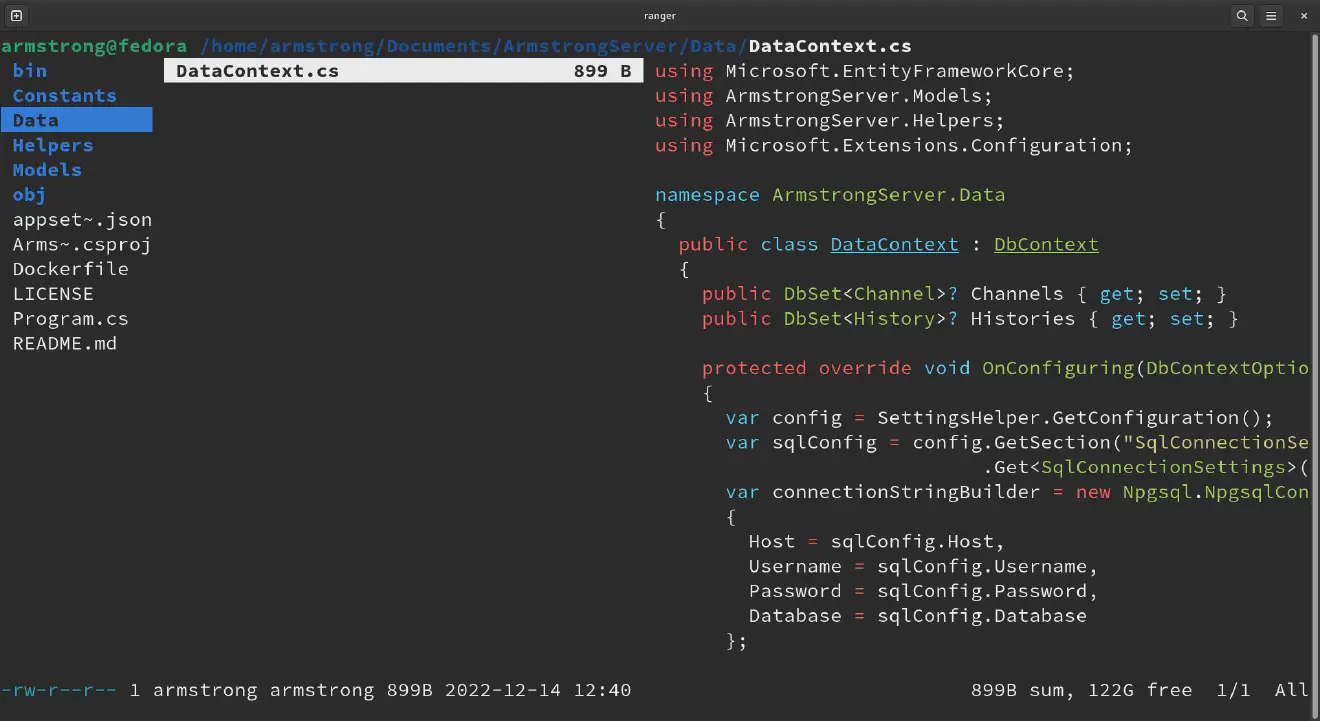 ranger
armstrong@fedora /home/armstrong/Documents/ArmstrongServer/Data/DataContext.cs
bin
Constants
Data
Helpers
Models
obj
appset~.json
Arms~.csproj
Dockerfile
LICENSE
Program.cs
README.md
DataContext.cs 899 B
using Microsoft.EntityFrameworkCore;
using ArmstrongServer.Models;
using ArmstrongServer.Helpers;
using Microsoft.Extensions.Configuration;
namespace ArmstrongServer.Data
{
public class DataContext : DbContext
{
public DbSet<Channel>? Channels { get; set; }
public DbSet<History>? Histories { get; set; }
protected override void OnConfiguring(DbContextOptio
{
var config = SettingsHelper.GetConfiguration();
var sqlConfig = config.GetSection("SqlConnectionSe
.Get<SqlConnectionSettings>(
var connectionStringBuilder = new Npgsql.NpgsqlCon
{
Host = sqlConfig.Host,
Username = sqlConfig.Username,
Password = sqlConfig.Password,
Database = sqlConfig.Database
};
-rw-r--r-- 1 armstrong armstrong 899B 2022-12-14 12:40 899B sum, 122G free 1/1 All